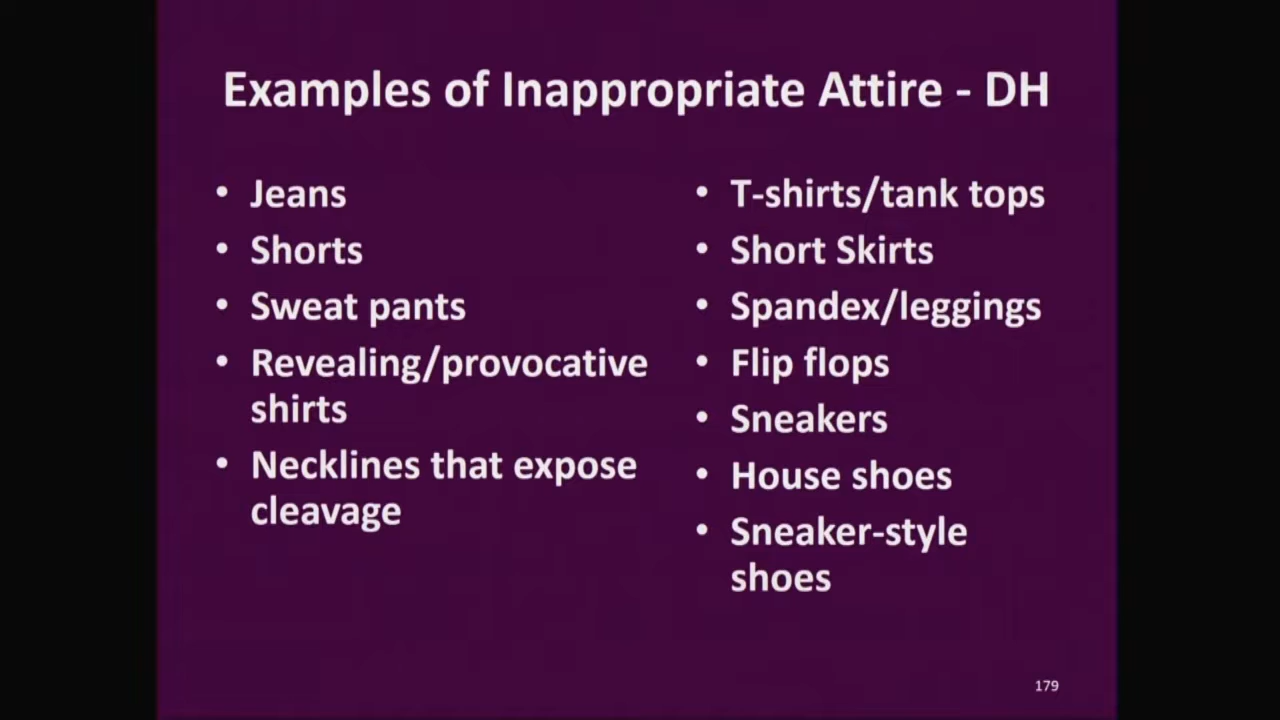 Examples of Inappropriate Attire - DH
• Jeans
• Shorts
• Sweat pants
• Revealing/provocative
shirts
• Necklines that expose
cleavage
• T-shirts/tank tops
• Short Skirts
• Spandex/leggings
• Flip flops
• Sneakers
• House shoes
• Sneaker-style
shoes
179